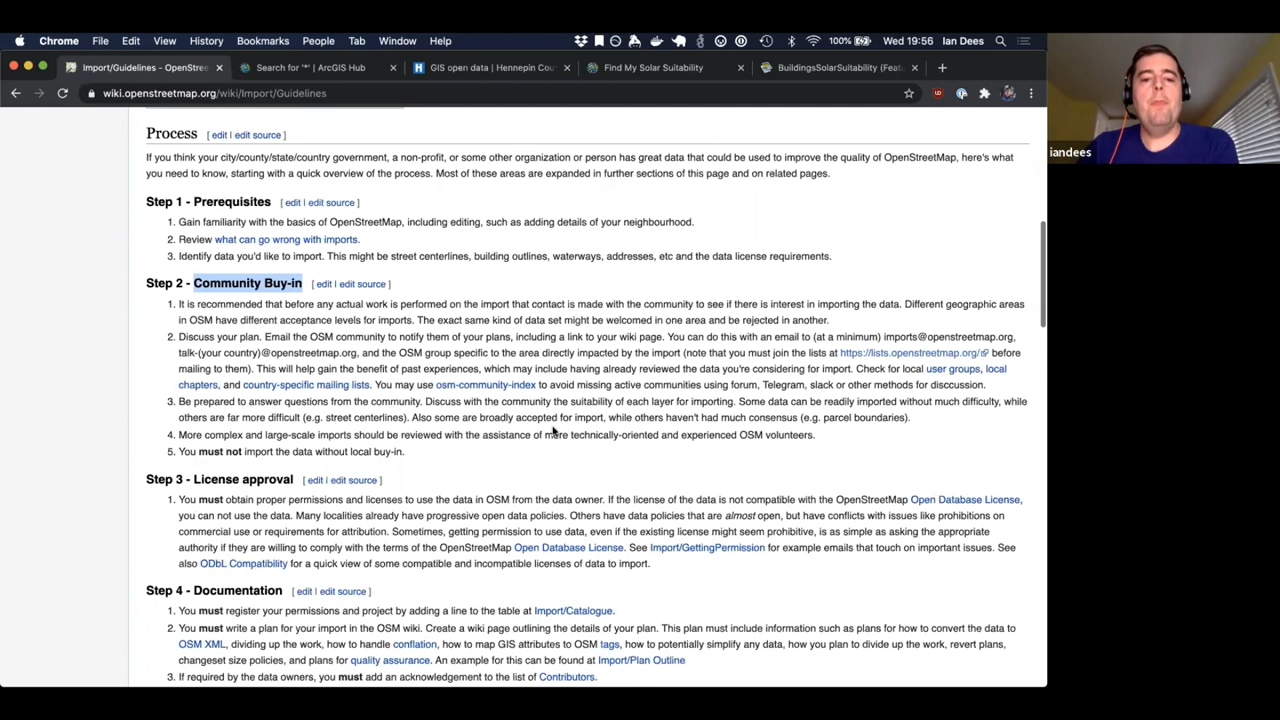 Chrome File Edit View History Bookmarks People Tab Window Help 100% Wed 19:56 Ian Dees
Import/Guidelines - OpenStree Search for '*' | ArcGIS Hub GIS open data | Hennepin Cou Find My Solar Suitability BuildingsSolarSuitability (Featu
wiki.openstreetmap.org/wiki/Import/Guidelines
Process [ edit | edit source ]
If you think your city/county/state/country government, a non-profit, or some other organization or person has great data that could be used to improve the quality of OpenStreetMap, here's what
you need to know, starting with a quick overview of the process. Most of these areas are expanded in further sections of this page and on related pages.
iandees
Step 1 - Prerequisites [ edit | edit source ]
1. Gain familiarity with the basics of OpenStreetMap, including editing, such as adding details of your neighbourhood.
2. Review what can go wrong with imports.
3. Identify data you'd like to import. This might be street centerlines, building outlines, waterways, addresses, etc and the data license requirements.
Step 2 - Community Buy-in [ edit | edit source ]
1. It is recommended that before any actual work is performed on the import that contact is made with the community to see if there is interest in importing the data. Different geographic areas
in OSM have different acceptance levels for imports. The exact same kind of data set might be welcomed in one area and be rejected in another.
2. Discuss your plan. Email the OSM community to notify them of your plans, including a link to your wiki page. You can do this with an email to (at a minimum) imports@openstreetmap.org,
talk-(your country)@openstreetmap.org, and the OSM group specific to the area directly impacted by the import (note that you must join the lists at https://lists.openstreetmap.org/ before
mailing to them). This will help gain the benefit of past experiences, which may include having already reviewed the data you're considering for import. Check for local user groups, local
chapters, and country-specific mailing lists. You may use osm-community-index to avoid missing active communities using forum, Telegram, slack or other methods for disccussion.
3. Be prepared to answer questions from the community. Discuss with the community the suitability of each layer for importing. Some data can be readily imported without much difficulty, while
others are far more difficult (e.g. street centerlines). Also some are broadly accepted for import, while others haven't had much consensus (e.g. parcel boundaries).
4. More complex and large-scale imports should be reviewed with the assistance of more technically-oriented and experienced OSM volunteers.
5. You must not import the data without local buy-in.
Step 3 - License approval [ edit | edit source ]
1. You must obtain proper permissions and licenses to use the data in OSM from the data owner. If the license of the data is not compatible with the OpenStreetMap Open Database License,
you can not use the data. Many localities already have progressive open data policies. Others have data policies that are almost open, but have conflicts with issues like prohibitions on
commercial use or requirements for attribution. Sometimes, getting permission to use data, even if the existing license might seem prohibitive, is as simple as asking the appropriate
authority if they are willing to comply with the terms of the OpenStreetMap Open Database License. See Import/GettingPermission for example emails that touch on important issues. See
also ODbL Compatibility for a quick view of some compatible and incompatible licenses of data to import.
Step 4 - Documentation [ edit | edit source ]
1. You must register your permissions and project by adding a line to the table at Import/Catalogue.
2. You must write a plan for your import in the OSM wiki. Create a wiki page outlining the details of your plan. This plan must include information such as plans for how to convert the data to
OSM XML, dividing up the work, how to handle conflation, how to map GIS attributes to OSM tags, how to potentially simplify any data, how you plan to divide up the work, revert plans,
changeset size policies, and plans for quality assurance. An example for this can be found at Import/Plan Outline
3. If required by the data owners, you must add an acknowledgement to the list of Contributors.